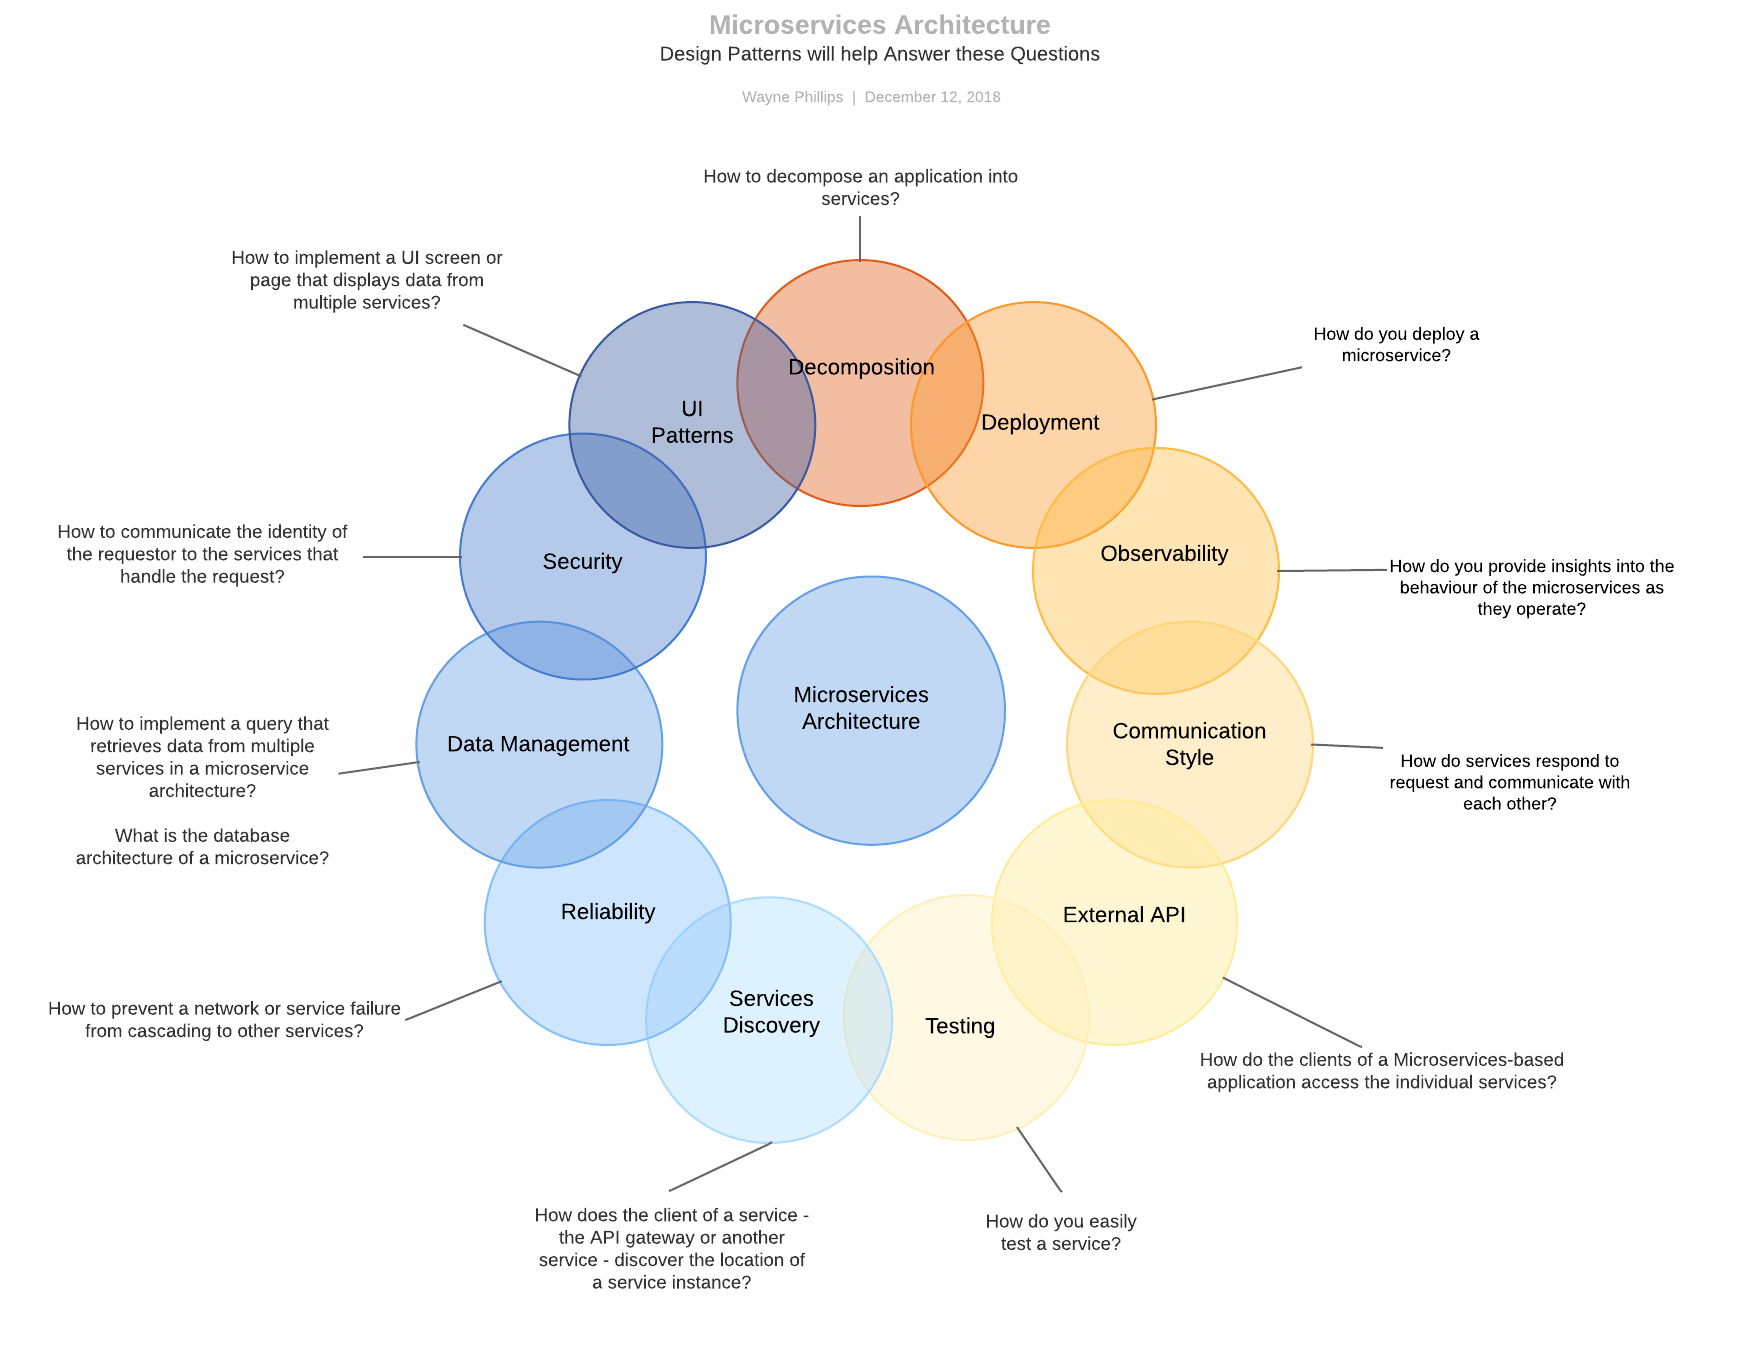 Microservices Architecture
Design Patterns will help Answer these Questions
Wayne Phillips | December 12, 2018
How to decompose an application into
services?
How to implement a UI screen or
page that displays data from
multiple services?
How do you deploy a
microservice?
Decomposition
UI
Patterns
Deployment
How to communicate the identity of
the requestor to the services that
handle the request?
Security
Observability
How do you provide insights into the
behaviour of the microservices as
they operate?
Microservices
Architecture
How to implement a query that
retrieves data from multiple
services in a microservice
architecture?
What is the database
architecture of a microservice?
Data Management
Communication
Style
How do services respond to
request and communicate with
each other?
Reliability
External API
How to prevent a network or service failure
from cascading to other services?
Services
Discovery
Testing
How do the clients of a Microservices-based
application access the individual services?
How does the client of a service -
the API gateway or another
service - discover the location of
a service instance?
How do you easily
test a service?